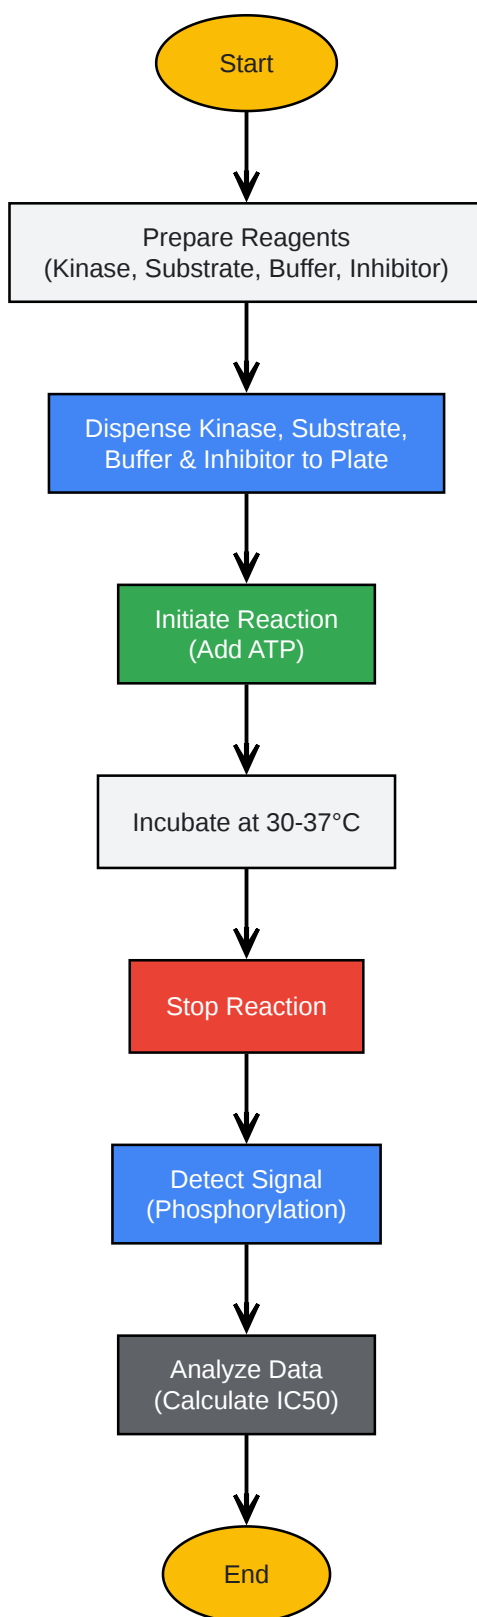 Start
Prepare Reagents
(Kinase, Substrate, Buffer, Inhibitor)
Dispense Kinase, Substrate,
Buffer & Inhibitor to Plate
Initiate Reaction
(Add ATP)
Incubate at 30-37°C
Stop Reaction
Detect Signal
(Phosphorylation)
Analyze Data
(Calculate IC50)
End